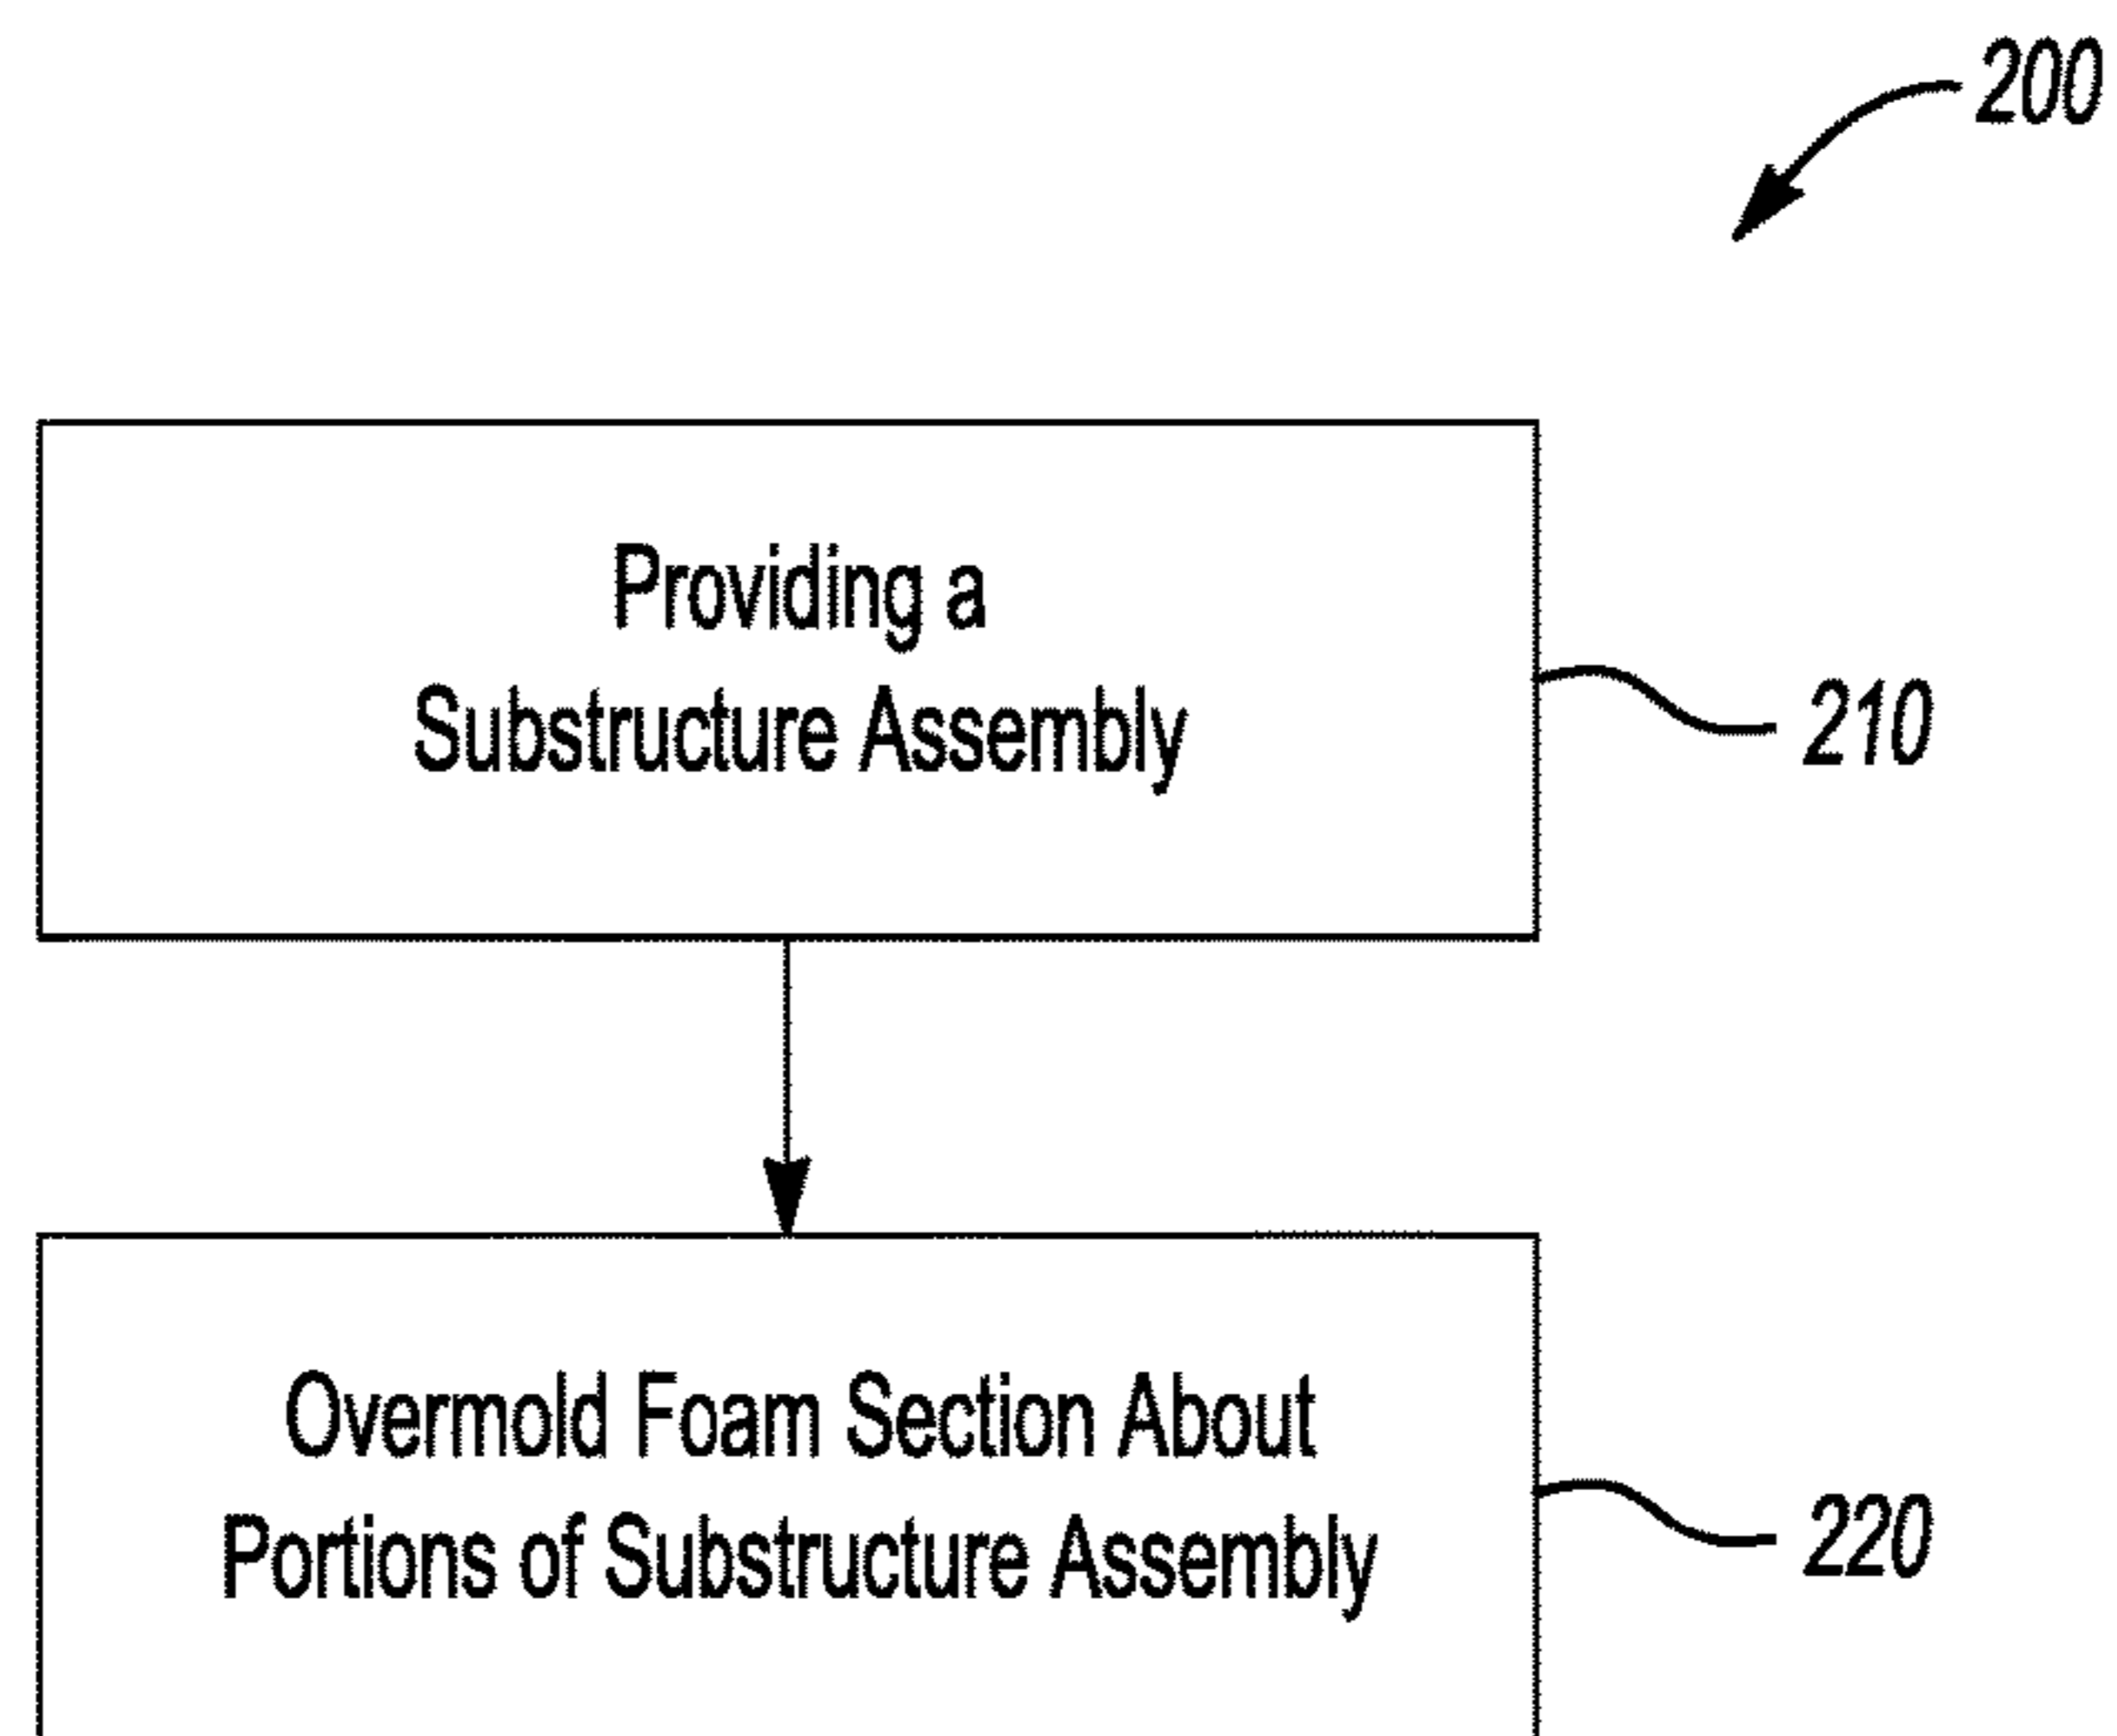 200
Providing a
Substructure Assembly
210
Overmold Foam Section About
Portions of Substructure Assembly
220